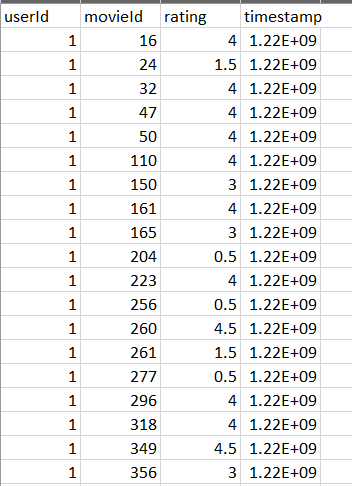 userId movieId rating timestamp
1 16 4 1.22E+09
1 24 1.5 1.22E+09
1 32 4 1.22E+09
1 47 4 1.22E+09
1 50 4 1.22E+09
1 110 4 1.22E+09
1 150 3 1.22E+09
1 161 4 1.22E+09
1 165 3 1.22E+09
1 204 0.5 1.22E+09
1 223 4 1.22E+09
1 256 0.5 1.22E+09
1 260 4.5 1.22E+09
1 261 1.5 1.22E+09
1 277 0.5 1.22E+09
1 296 4 1.22E+09
1 318 4 1.22E+09
1 349 4.5 1.22E+09
1 356 3 1.22E+09